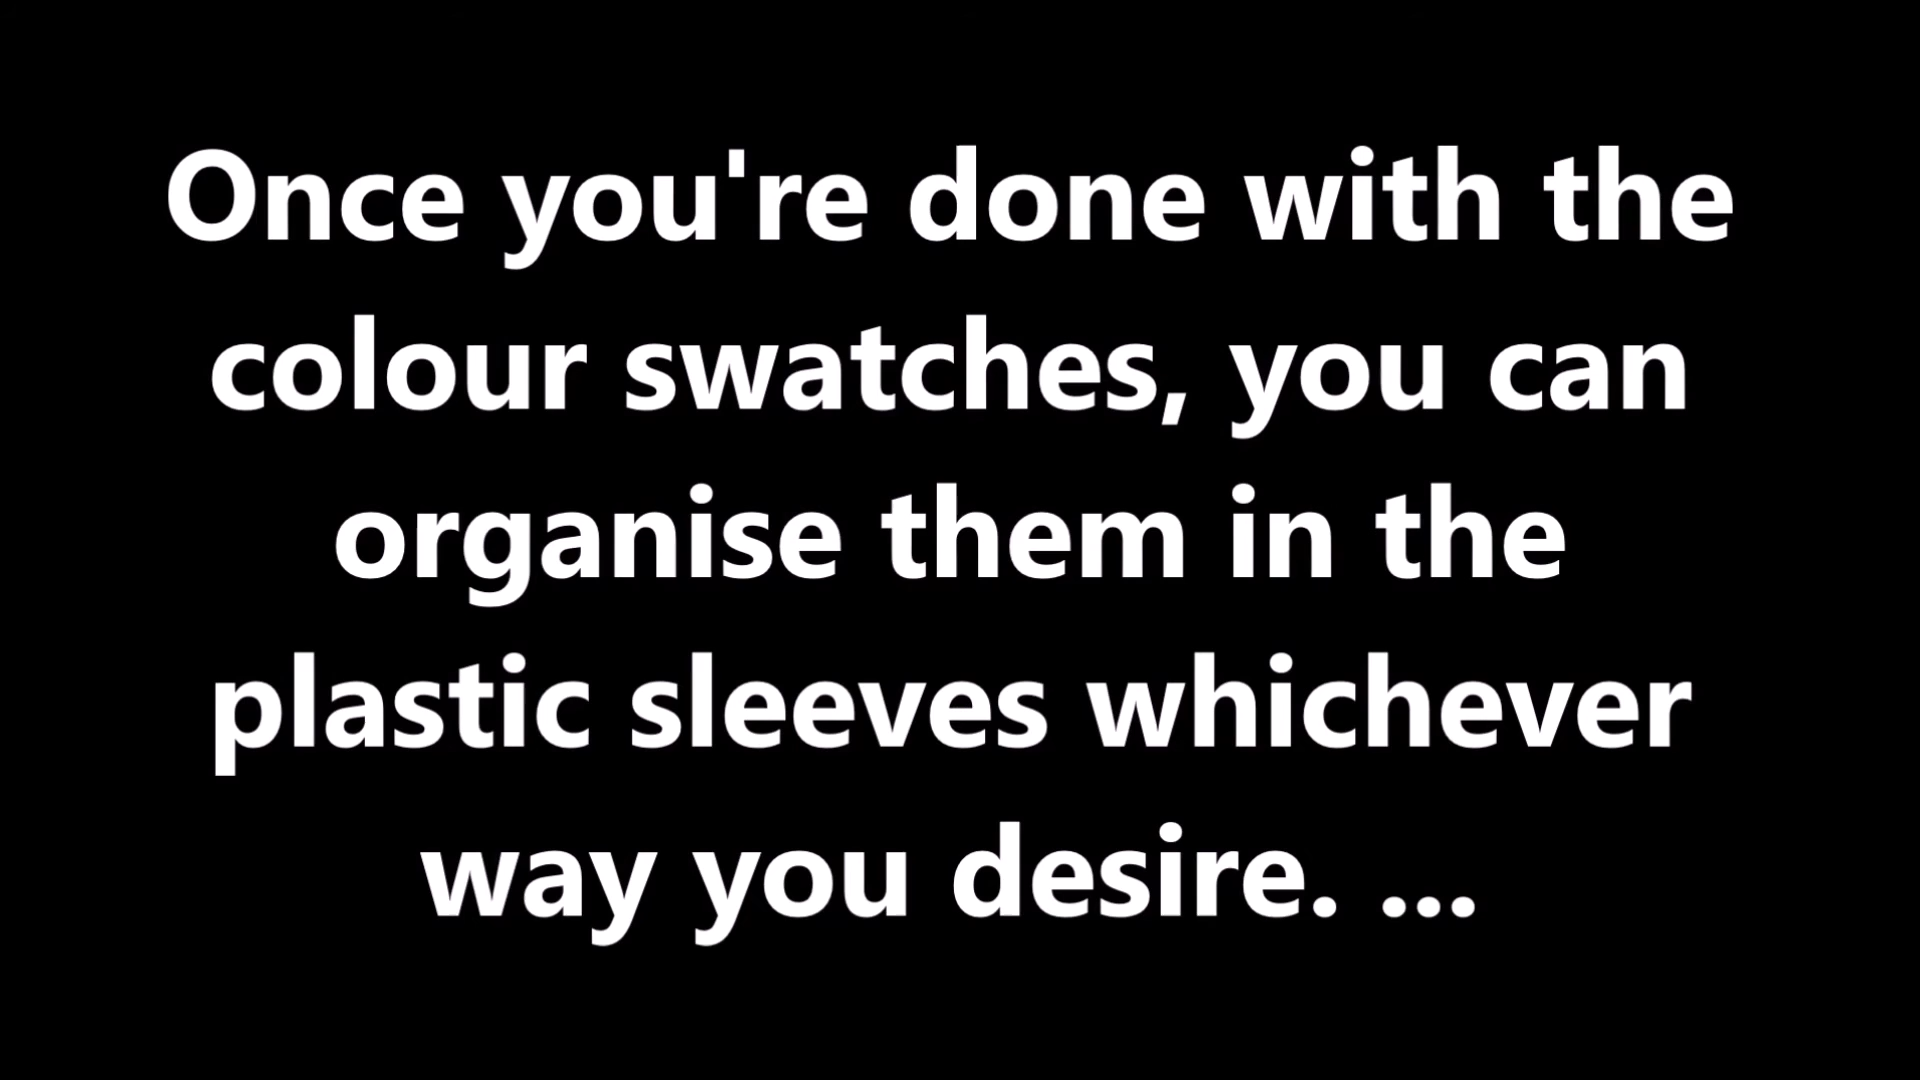 Once you're done with the
colour swatches, you can
organise them in the
plastic sleeves whichever
way you desire. ...